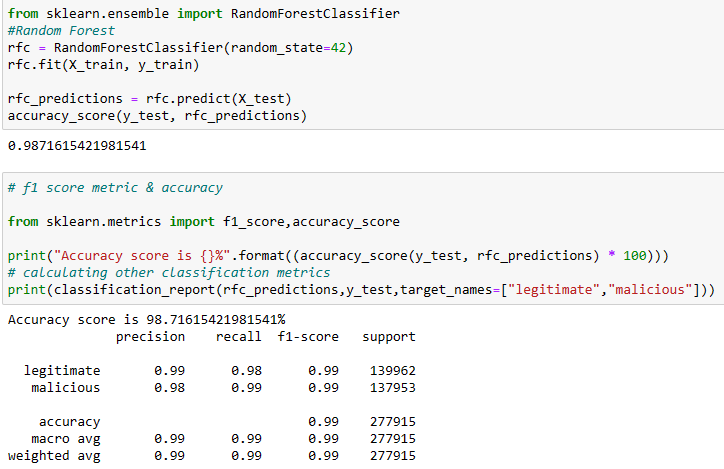 from sklearn.ensemble import RandomForestClassifier
#Random Forest
rfc = RandomForestClassifier(random_state=42)
rfc.fit(X_train, y_train)
rfc_predictions = rfc.predict(X_test)
accuracy_score(y_test, rfc_predictions)
0.9871615421981541
# f1 score metric & accuracy
from sklearn.metrics import f1_score,accuracy_score
print("Accuracy score is {}%".format((accuracy_score(y_test, rfc_predictions) * 100)))
# calculating other classification metrics
print(classification_report(rfc_predictions,y_test,target_names=["legitimate","malicious"]))
Accuracy score is 98.71615421981541%
precision recall f1-score support
legitimate 0.99 0.98 0.99 139962
malicious 0.98 0.99 0.99 137953
accuracy 0.99 277915
macro avg 0.99 0.99 0.99 277915
weighted avg 0.99 0.99 0.99 277915